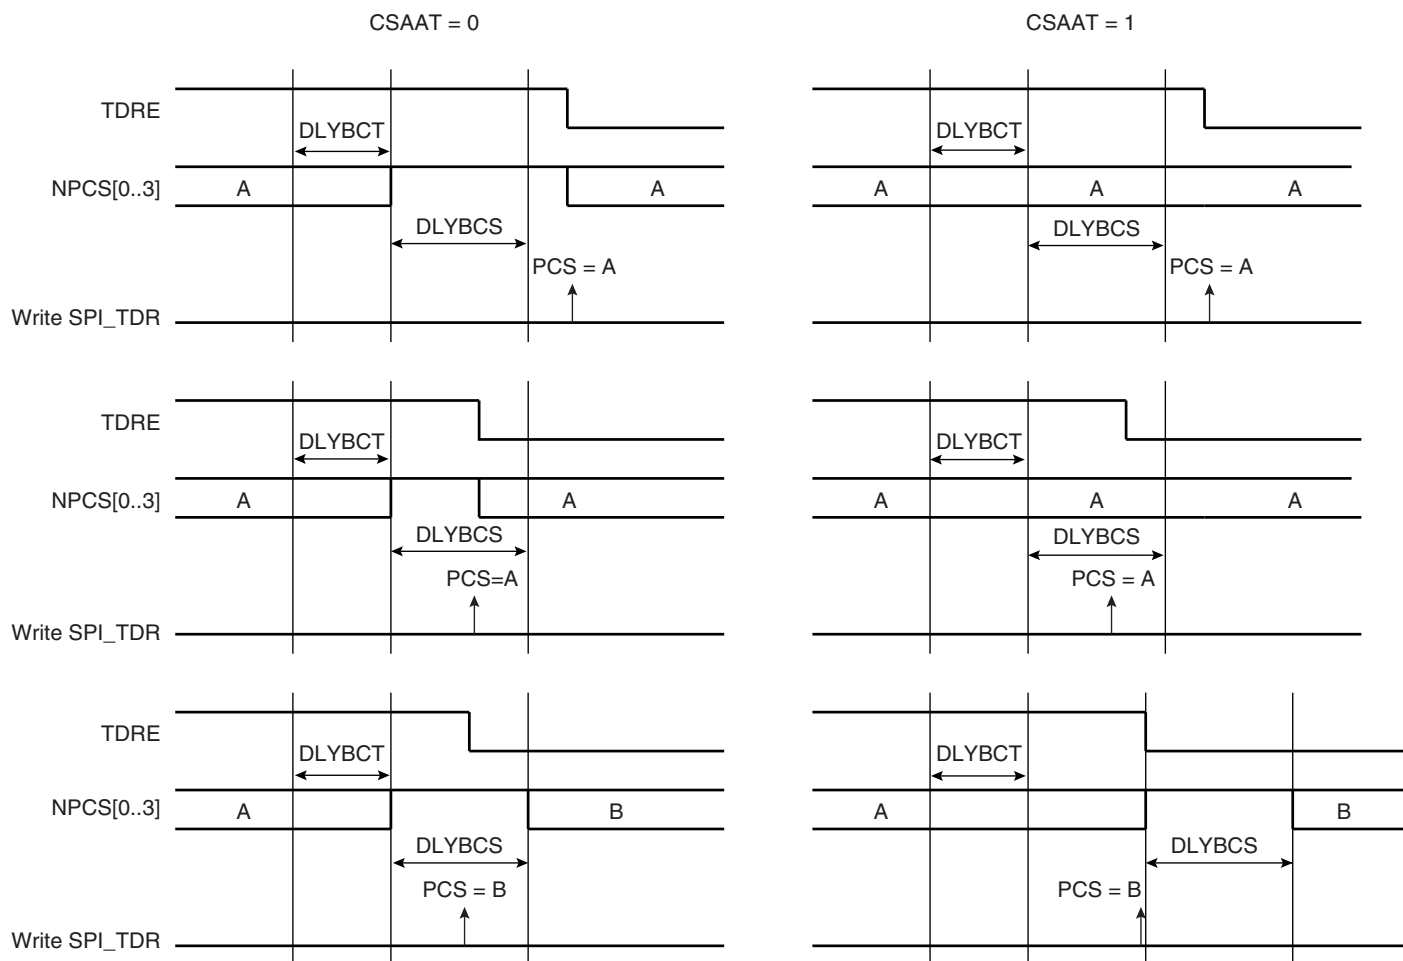 CSAAT = 0 CSAAT = 1
TDRE
DLYBCT DLYBCT
NPCS[0..3] A A A A A
DLYBCS DLYBCS
PCS = A PCS = A
Write SPI_TDR
TDRE
DLYBCT DLYBCT
NPCS[0..3] A A A A A
DLYBCS DLYBCS
PCS=A PCS = A
Write SPI_TDR
TDRE
DLYBCT DLYBCT
NPCS[0..3] A B A B
DLYBCS DLYBCS
PCS = B PCS = B
Write SPI_TDR